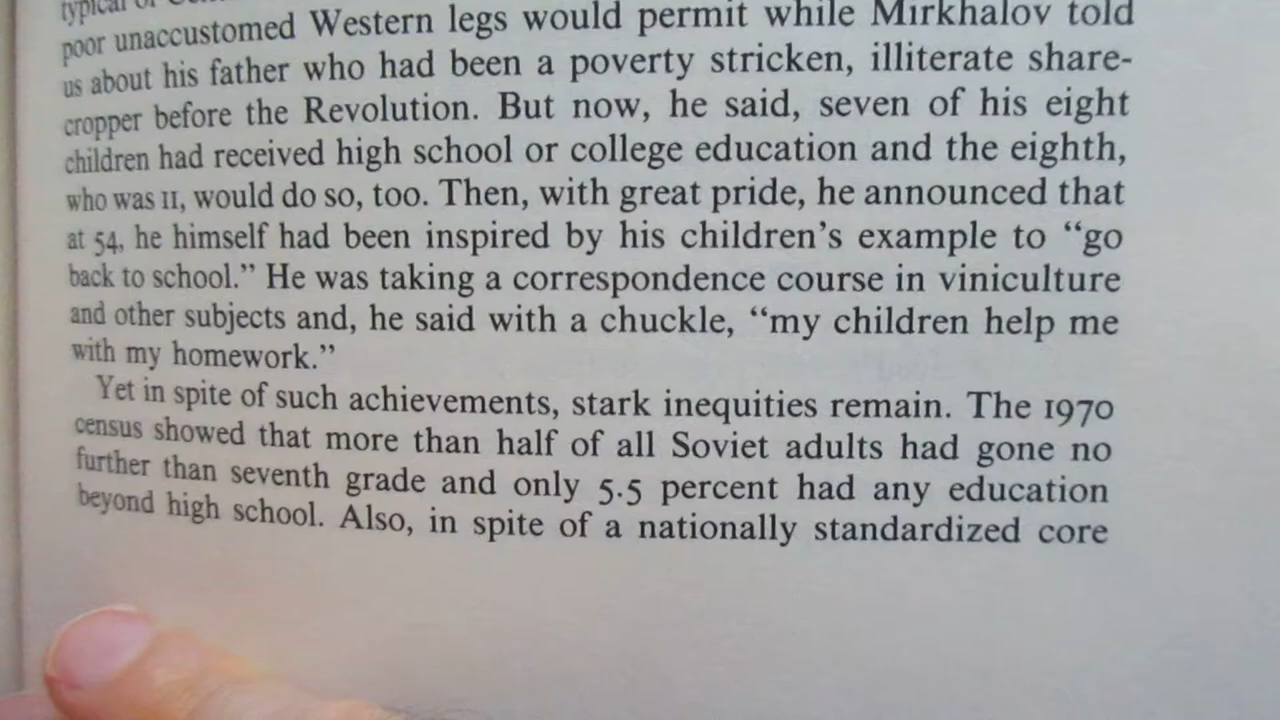 typical of
poor unaccustomed Western legs would permit while Mirkhalov told
us about his father who had been a poverty stricken, illiterate share-
cropper before the Revolution. But now, he said, seven of his eight
children had received high school or college education and the eighth,
who was 11, would do so, too. Then, with great pride, he announced that
at 54, he himself had been inspired by his children’s example to “go
back to school.” He was taking a correspondence course in viniculture
and other subjects and, he said with a chuckle, “my children help me
with my homework.”
Yet in spite of such achievements, stark inequities remain. The 1970
census showed that more than half of all Soviet adults had gone no
further than seventh grade and only 5.5 percent had any education
beyond high school. Also, in spite of a nationally standardized core